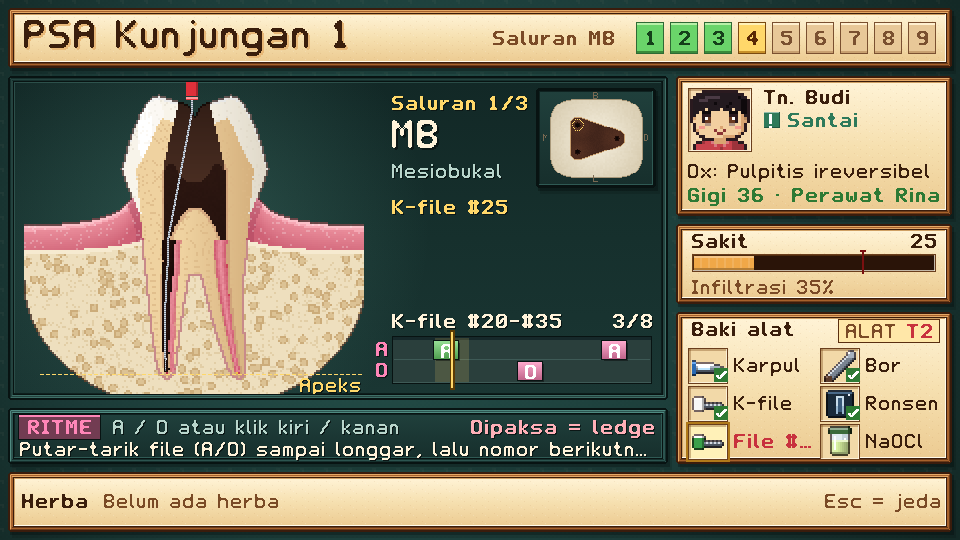 PSA Kunjungan 1
Saluran MB 1 2 3 4 5 6 7 8 9
Saluran 1/3
MB
Mesiobukal
K-file #25
B
M D
L
K-file #20-#35 3/8
A A A
D D
Apeks
RITME A / D atau klik kiri / kanan Dipaksa = ledge
Putar-tarik file (A/D) sampai longgar, lalu nomor berikutn...
Tn. Budi
Santai
Dx: Pulpitis ireversibel
Gigi 36 · Perawat Rina
Sakit 25
Infiltrasi 35%
Baki alat ALAT T2
Karpul Bor
K-file Ronsen
File #... NaOCl
Herba Belum ada herba Esc = jeda